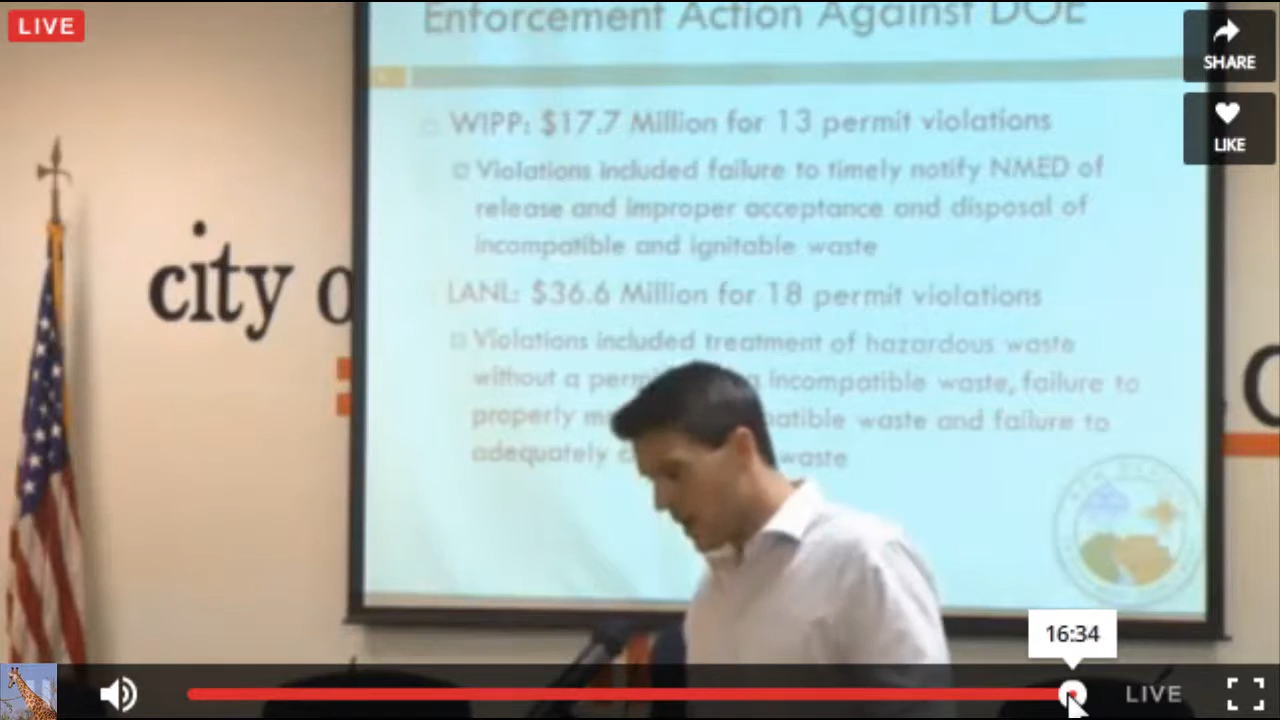 LIVE
Enforcement Action Against DOE
SHARE
LIKE
WIPP: $17.7 Million for 13 permit violations
Violations included failure to timely notify NMED of
release and improper acceptance and disposal of
incompatible and ignitable waste
city o
LANL: $36.6 Million for 18 permit violations
Violations included treatment of hazardous waste
without a incompatible waste, failure to
properly waste and failure to
adequately waste
16:34
LIVE